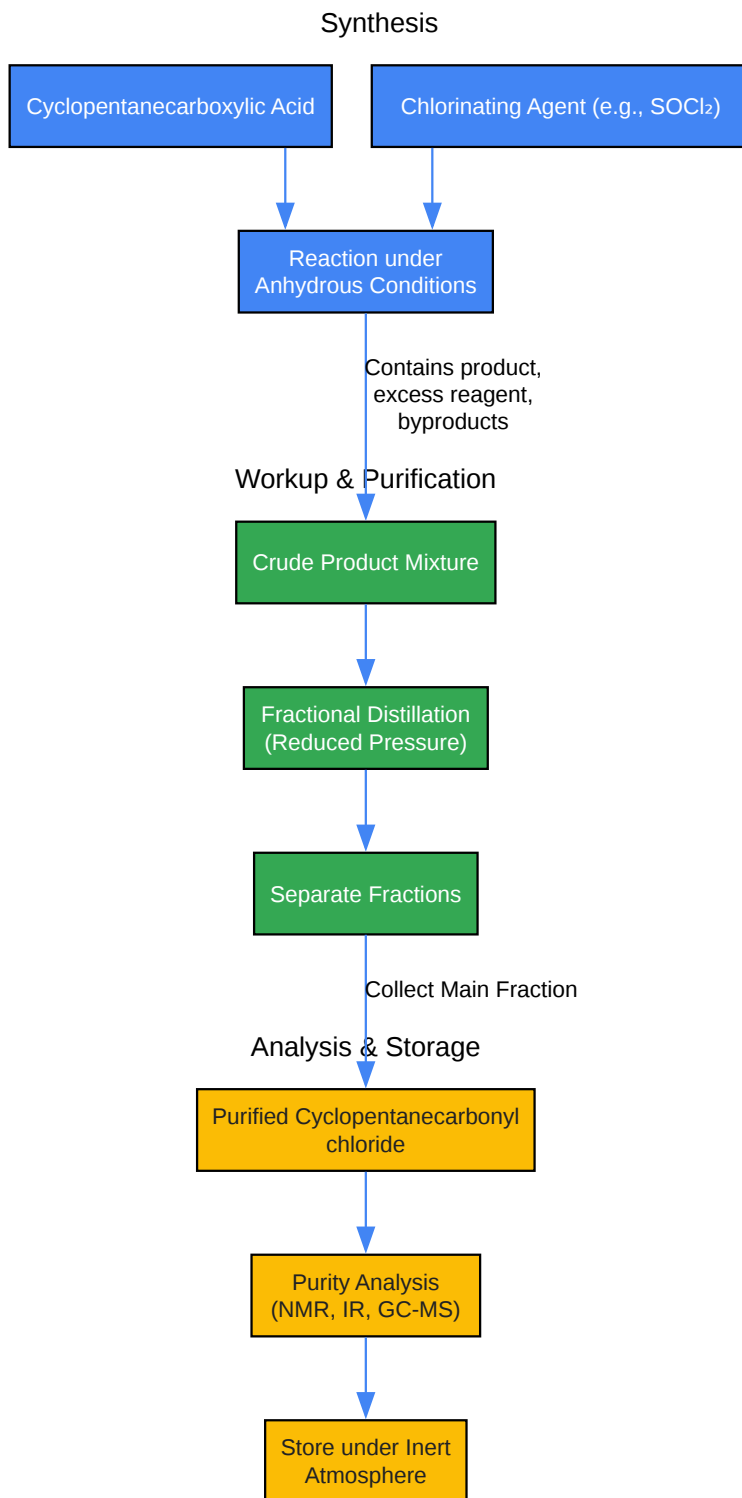 Synthesis
Cyclopentanecarboxylic Acid
Chlorinating Agent (e.g., SOCl₂)
Reaction under
Anhydrous Conditions
Contains product,
excess reagent,
byproducts
Workup & Purification
Crude Product Mixture
Fractional Distillation
(Reduced Pressure)
Separate Fractions
Collect Main Fraction
Analysis & Storage
Purified Cyclopentanecarbonyl
chloride
Purity Analysis
(NMR, IR, GC-MS)
Store under Inert
Atmosphere